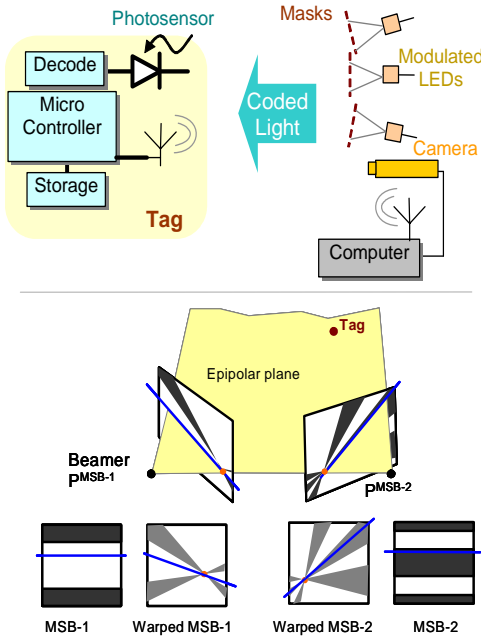 Photosensor
Decode
Micro
Controller
Storage
Tag
Coded
Light
Masks
Modulated
LEDs
Camera
Computer
Tag
Epipolar plane
Beamer
P^MSB-1
P^MSB-2
MSB-1
Warped MSB-1
Warped MSB-2
MSB-2